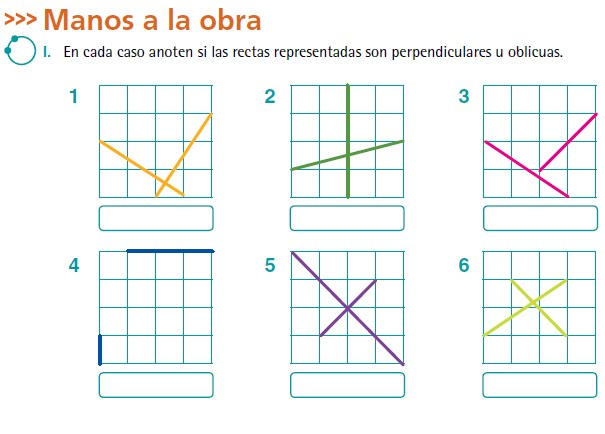 >>> Manos a la obra
I. En cada caso anoten si las rectas representadas son perpendiculares u oblicuas.
1 2 3
4 5 6